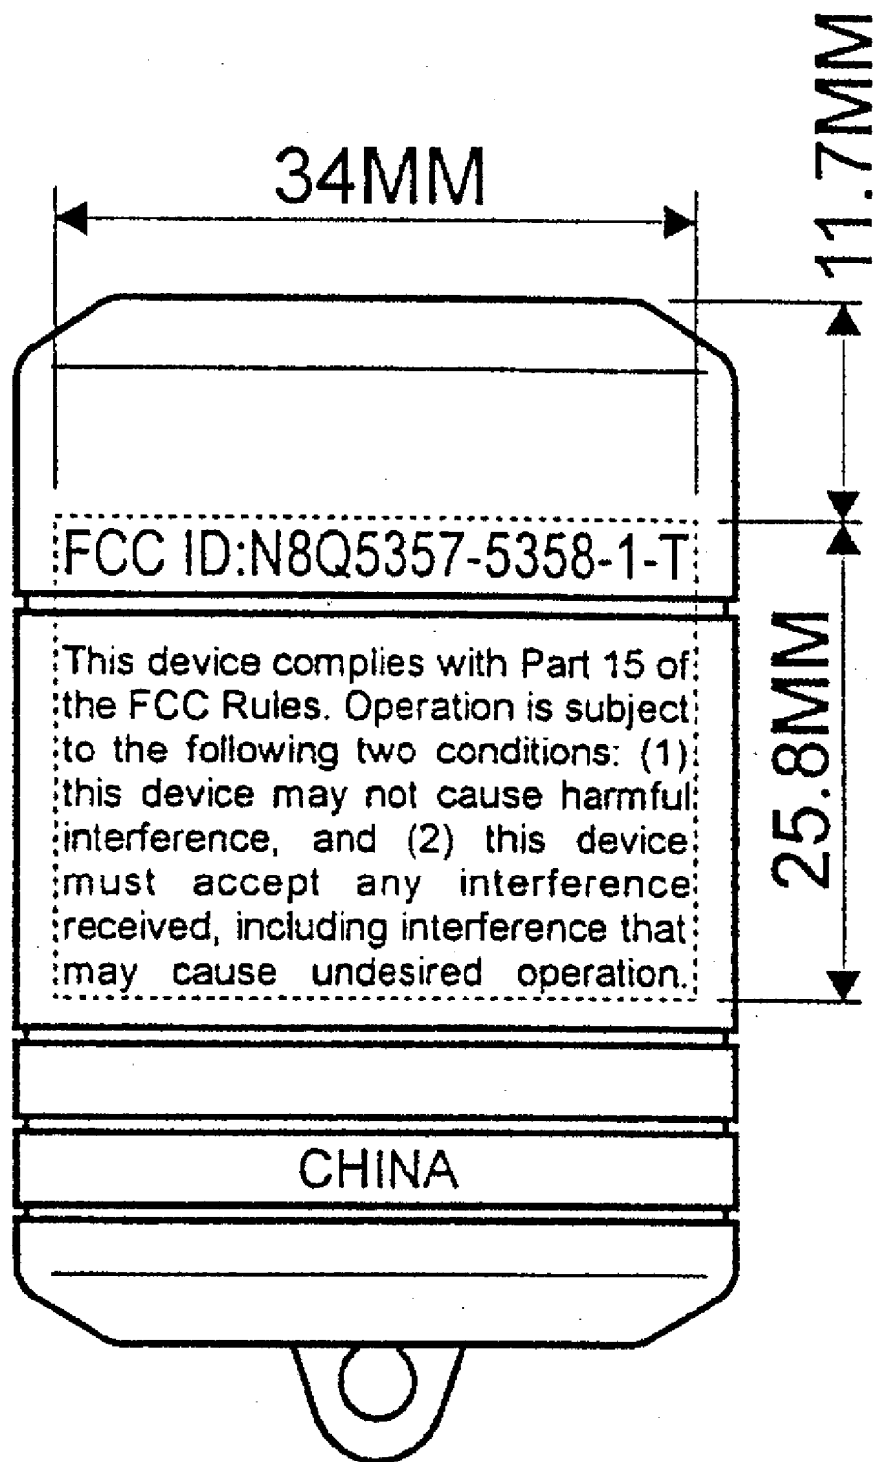 34MM
11.7MM
FCC ID:N8Q5357-5358-1-T
This device complies with Part 15 of
the FCC Rules. Operation is subject
to the following two conditions: (1)
this device may not cause harmful
interference, and (2) this device
must accept any interference
received, including interference that
may cause undesired operation.
25.8MM
CHINA